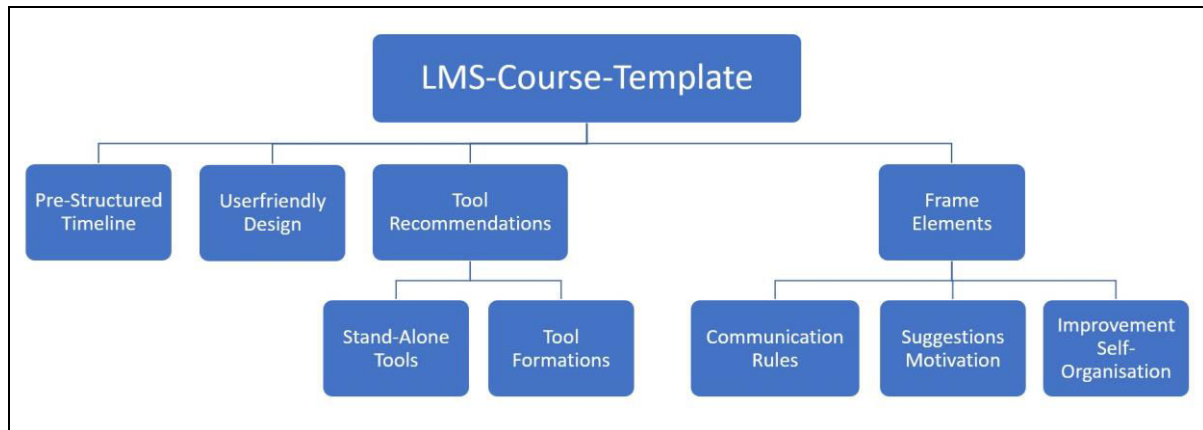 LMS-Course-Template
Pre-Structured
Timeline
Userfriendly
Design
Tool
Recommendations
Frame
Elements
Stand-Alone
Tools
Tool
Formations
Communication
Rules
Suggestions
Motivation
Improvement
Self-
Organisation